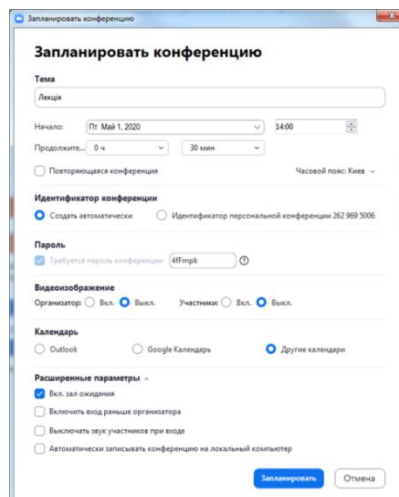 Запланировать конференцию
Запланировать конференцию
Тема
Лекція
Начало: Пт Май 1, 2020 14:00
Продолжите... 0 ч 30 мин
Повторяющаяся конференция Часовой пояс: Киев
Идентификатор конференции
Создать автоматически Идентификатор персональной конференции 262 969 5006
Пароль
Требуется пароль конференции 4fFmpk ?
Видеоизображение
Организатор: Вкл. Выкл. Участники: Вкл. Выкл.
Календарь
Outlook Google Календарь Другие календари
Расширенные параметры
Вкл. зал ожидания
Включить вход раньше организатора
Выключать звук участников при входе
Автоматически записывать конференцию на локальный компьютер
Запланировать Отмена